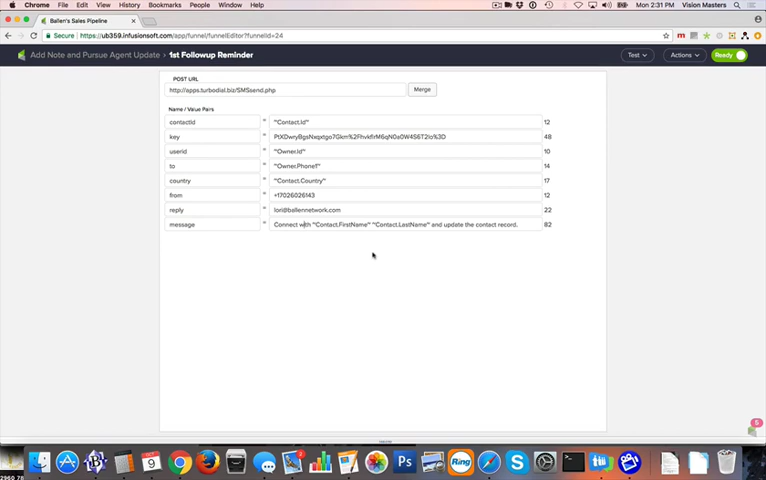 Chrome File Edit View History Bookmarks People Window Help
Mon 2:31 PM Vision Masters
Ballen's Sales Pipeline
Secure https://ub359.infusionsoft.com/app/funnel/funnelEditor?funnelId=24
Add Note and Pursue Agent Update > 1st Followup Reminder
Test Actions Ready
POST URL
http://apps.turbodial.biz/SMSsend.php Merge
Name / Value Pairs
contactId = "~Contact.Id~" 12
userid = "~Owner.Id~" 10
to = "~Owner.Phone1~" 14
country = "~Contact.Country~" 17
from = +17026026143 12
reply = lori@ballennetwork.com 22
message = Connect with "~Contact.FirstName~" "~Contact.LastName~" and update the contact record. 82
5
Ring
9